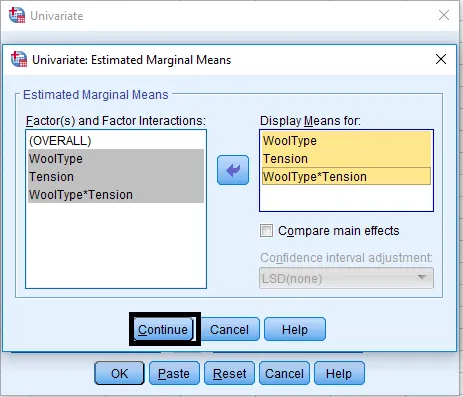 Univariate
Univariate: Estimated Marginal Means
Estimated Marginal Means
Factor(s) and Factor Interactions:
(OVERALL)
WoolType
Tension
WoolType*Tension
Display Means for:
WoolType
Tension
WoolType*Tension
Compare main effects
Confidence interval adjustment:
LSD(none)
Continue Cancel Help
OK Paste Reset Cancel Help